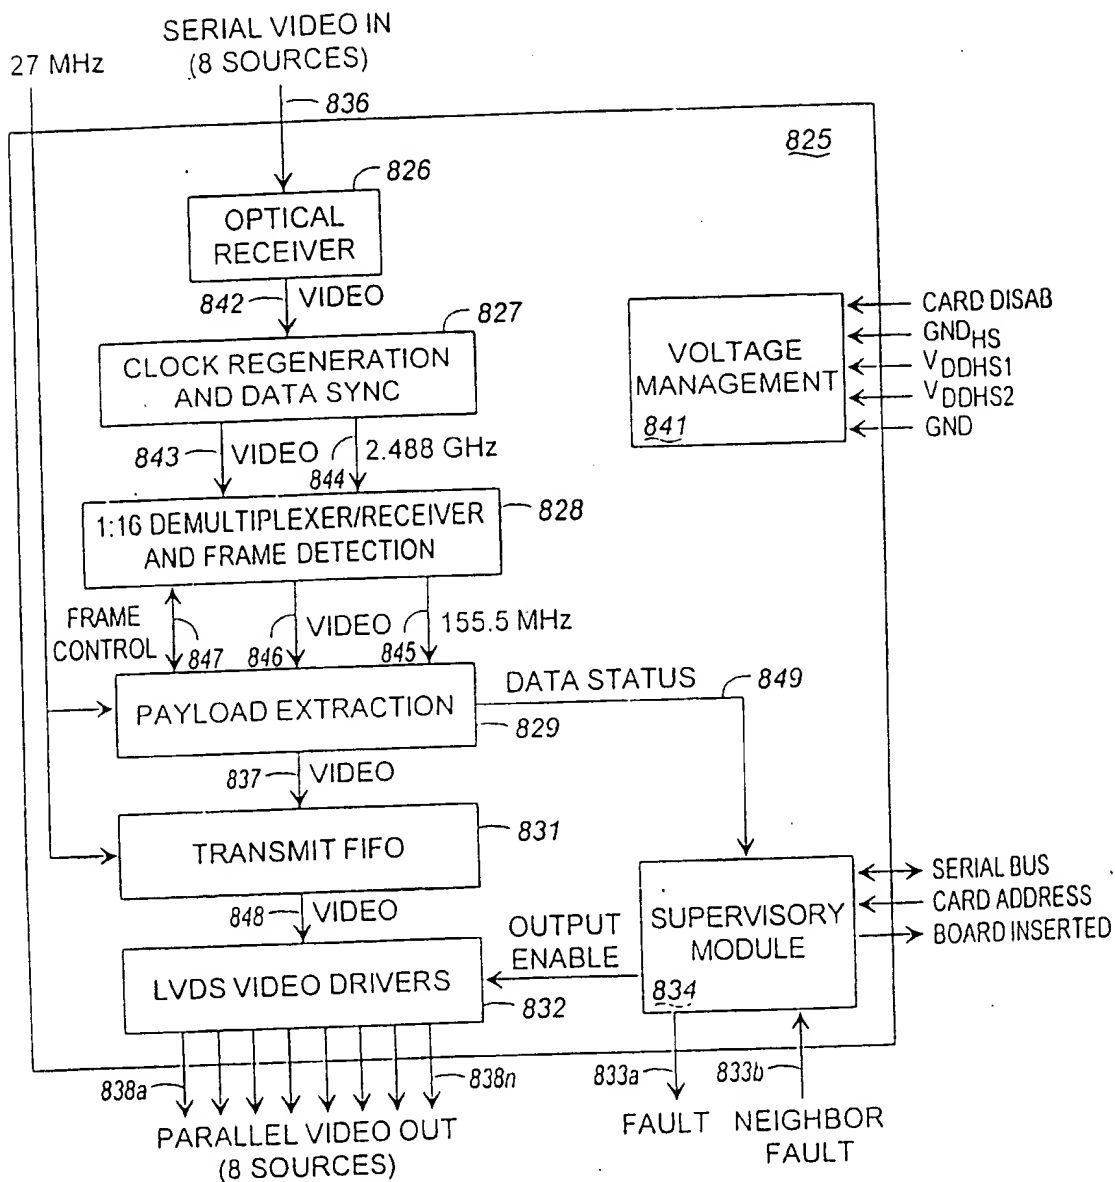 SERIAL VIDEO IN
(8 SOURCES)
27 MHz
836
825
826
OPTICAL
RECEIVER
842
VIDEO
827
CLOCK REGENERATION
AND DATA SYNC
CARD DISAB
GNDHS
VDDHS1
VDDHS2
GND
VOLTAGE
MANAGEMENT
841
843
VIDEO
2.488 GHz
844
1:16 DEMULTIPLEXER/RECEIVER
AND FRAME DETECTION
828
FRAME
CONTROL
847
VIDEO
846
155.5 MHz
845
DATA STATUS
849
PAYLOAD EXTRACTION
829
837
VIDEO
TRANSMIT FIFO
831
848
VIDEO
OUTPUT
ENABLE
SUPERVISORY
MODULE
834
SERIAL BUS
CARD ADDRESS
BOARD INSERTED
LVDS VIDEO DRIVERS
832
838a
838n
833a
833b
PARALLEL VIDEO OUT
(8 SOURCES)
FAULT
NEIGHBOR
FAULT